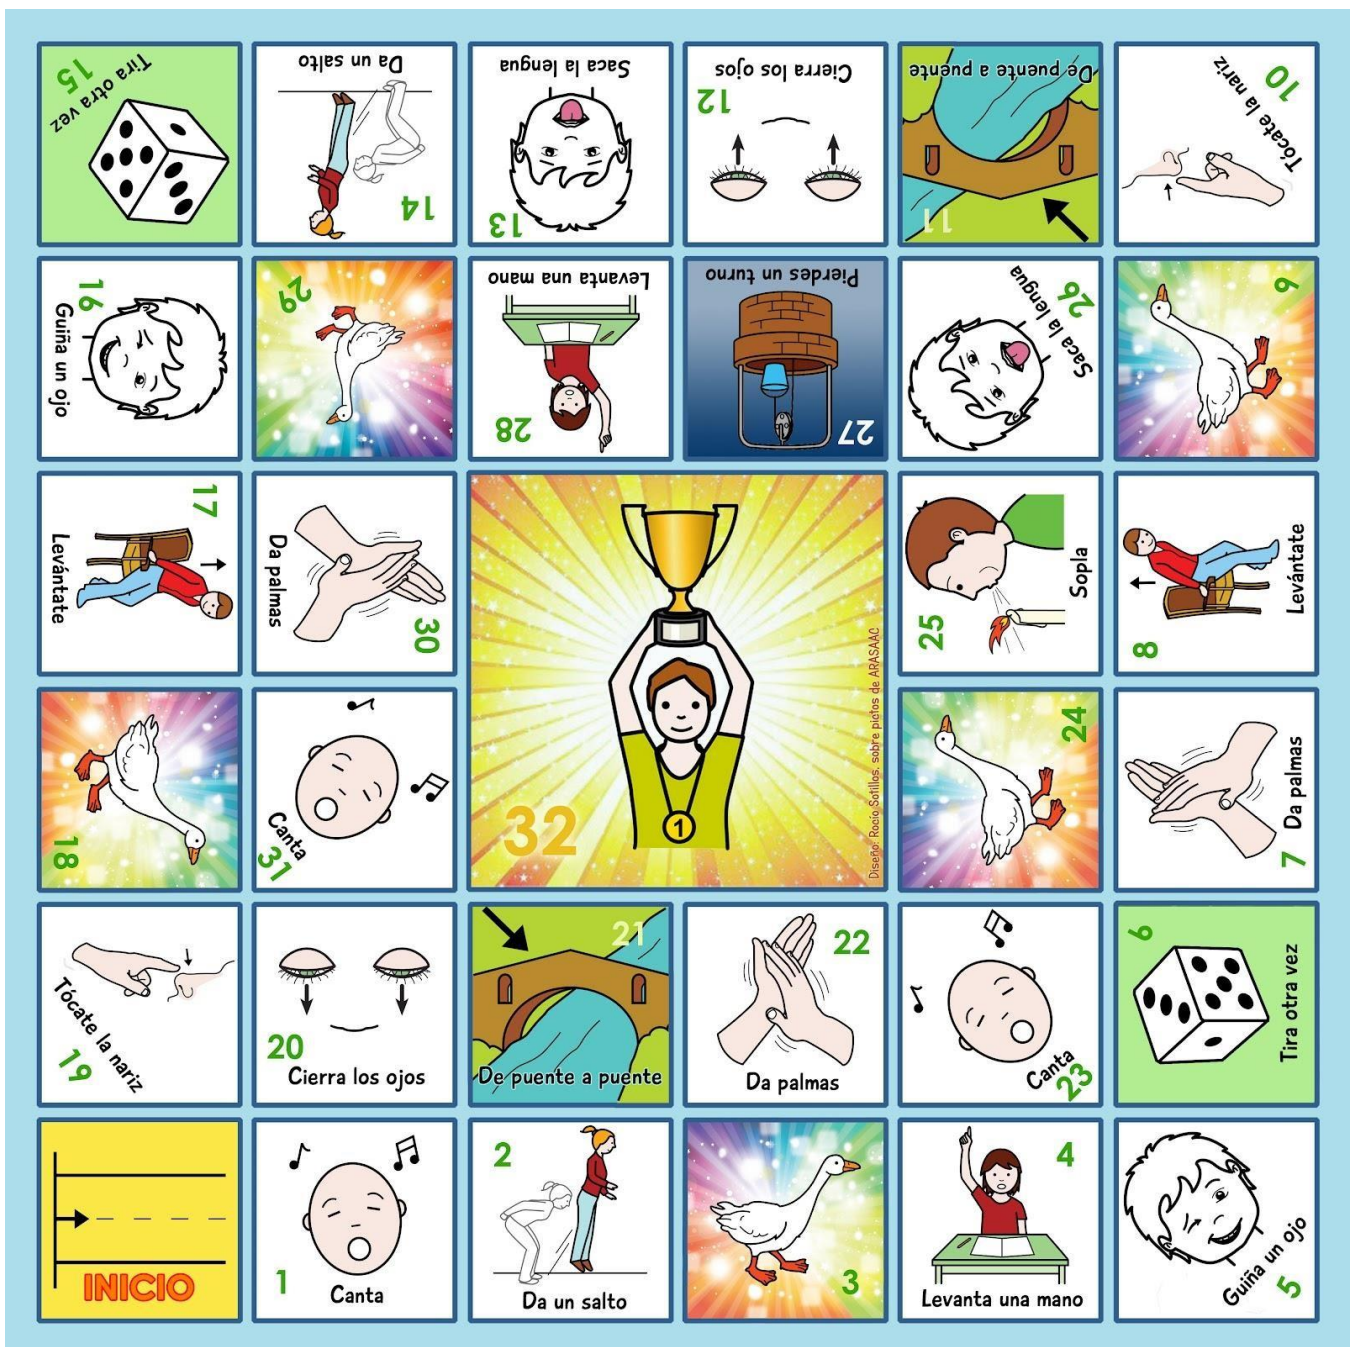 INICIO
1
Canta
2
Da un salto
3
4
Levanta una mano
5
Guiña un ojo
6
Tira otra vez
7
Da palmas
8
Levántate
9
10
Tócate la nariz
11
De puente a puente
12
Cierra los ojos
13
Saca la lengua
14
Da un salto
15
Tira otra vez
16
Guiña un ojo
17
Levántate
18
19
Tócate la nariz
20
Cierra los ojos
21
De puente a puente
22
Da palmas
23
Canta
24
25
Sopla
26
Saca la lengua
27
Pierdes un turno
28
Levanta una mano
29
30
Da palmas
31
Canta
32
1
Diseño: Rocío Sotillos, sobre pictos de ARASAAC